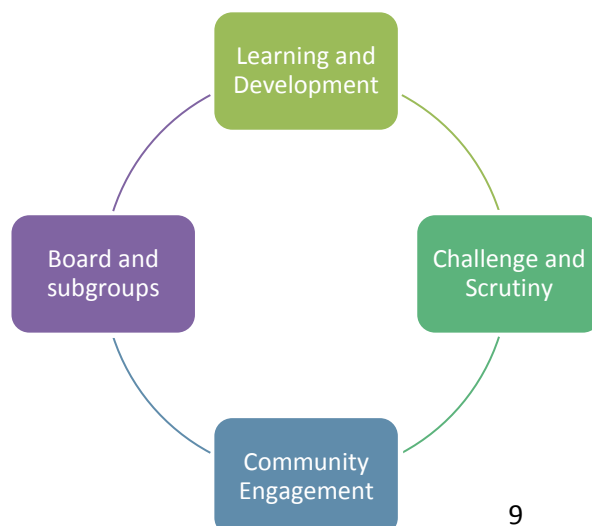 Learning and
Development
Board and
subgroups
Challenge and
Scrutiny
Community
Engagement
9